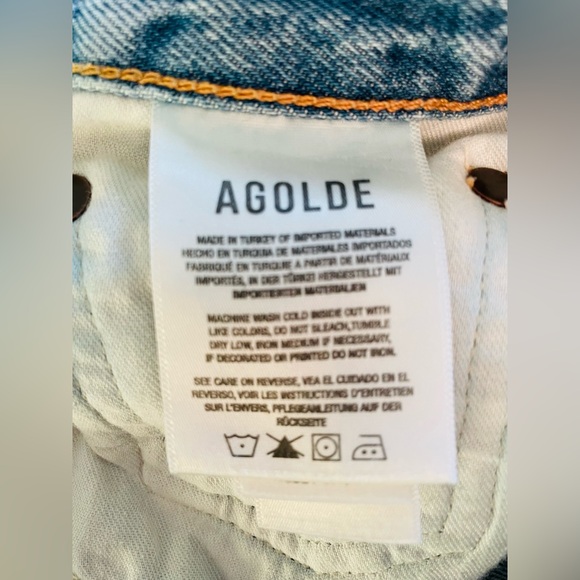 AGOLDE
MADE IN TURKEY OF IMPORTED MATERIALS
HECHO EN TURQUIA DE MATERIALES IMPORTADOS
FABRIQUÉ EN TURQUIE A PARTIR DE MATÉRIAUX
IMPORTÉS, IN DER TÜRKEI HERGESTELLT MIT
IMPORTIERTEN MATERIALIEN
MACHINE WASH COLD INSIDE OUT WITH
LIKE COLORS, DO NOT BLEACH, TUMBLE
DRY LOW, IRON MEDIUM IF NECESSARY,
IF DECORATED OR PRINTED DO NOT IRON.
SEE CARE ON REVERSE, VEA EL CUIDADO EN EL
REVERSO, VOIR LES INSTRUCTIONS D'ENTRETIEN
SUR L'ENVERS, PFLEGEANLEITUNG AUF DER
RÜCKSEITE